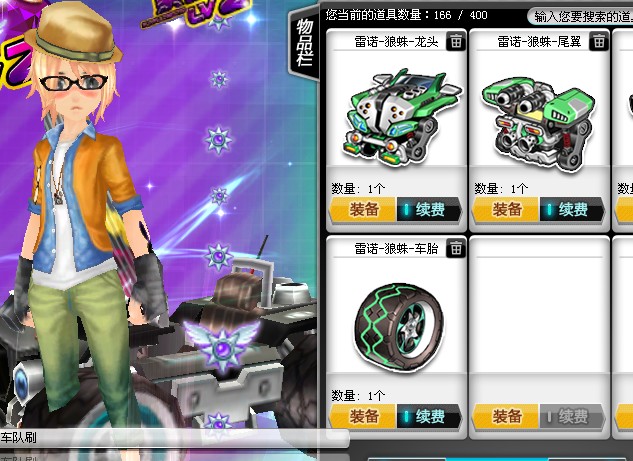 LV2
物品栏
您当前的道具数量：166 / 400
输入您要搜索的道具
雷诺-狼蛛-龙头
雷诺-狼蛛-尾翼
数量: 1个
数量: 1个
装备
续费
装备
续费
雷诺-狼蛛-车胎
数量: 1个
装备
续费
装备
续费
车队刷